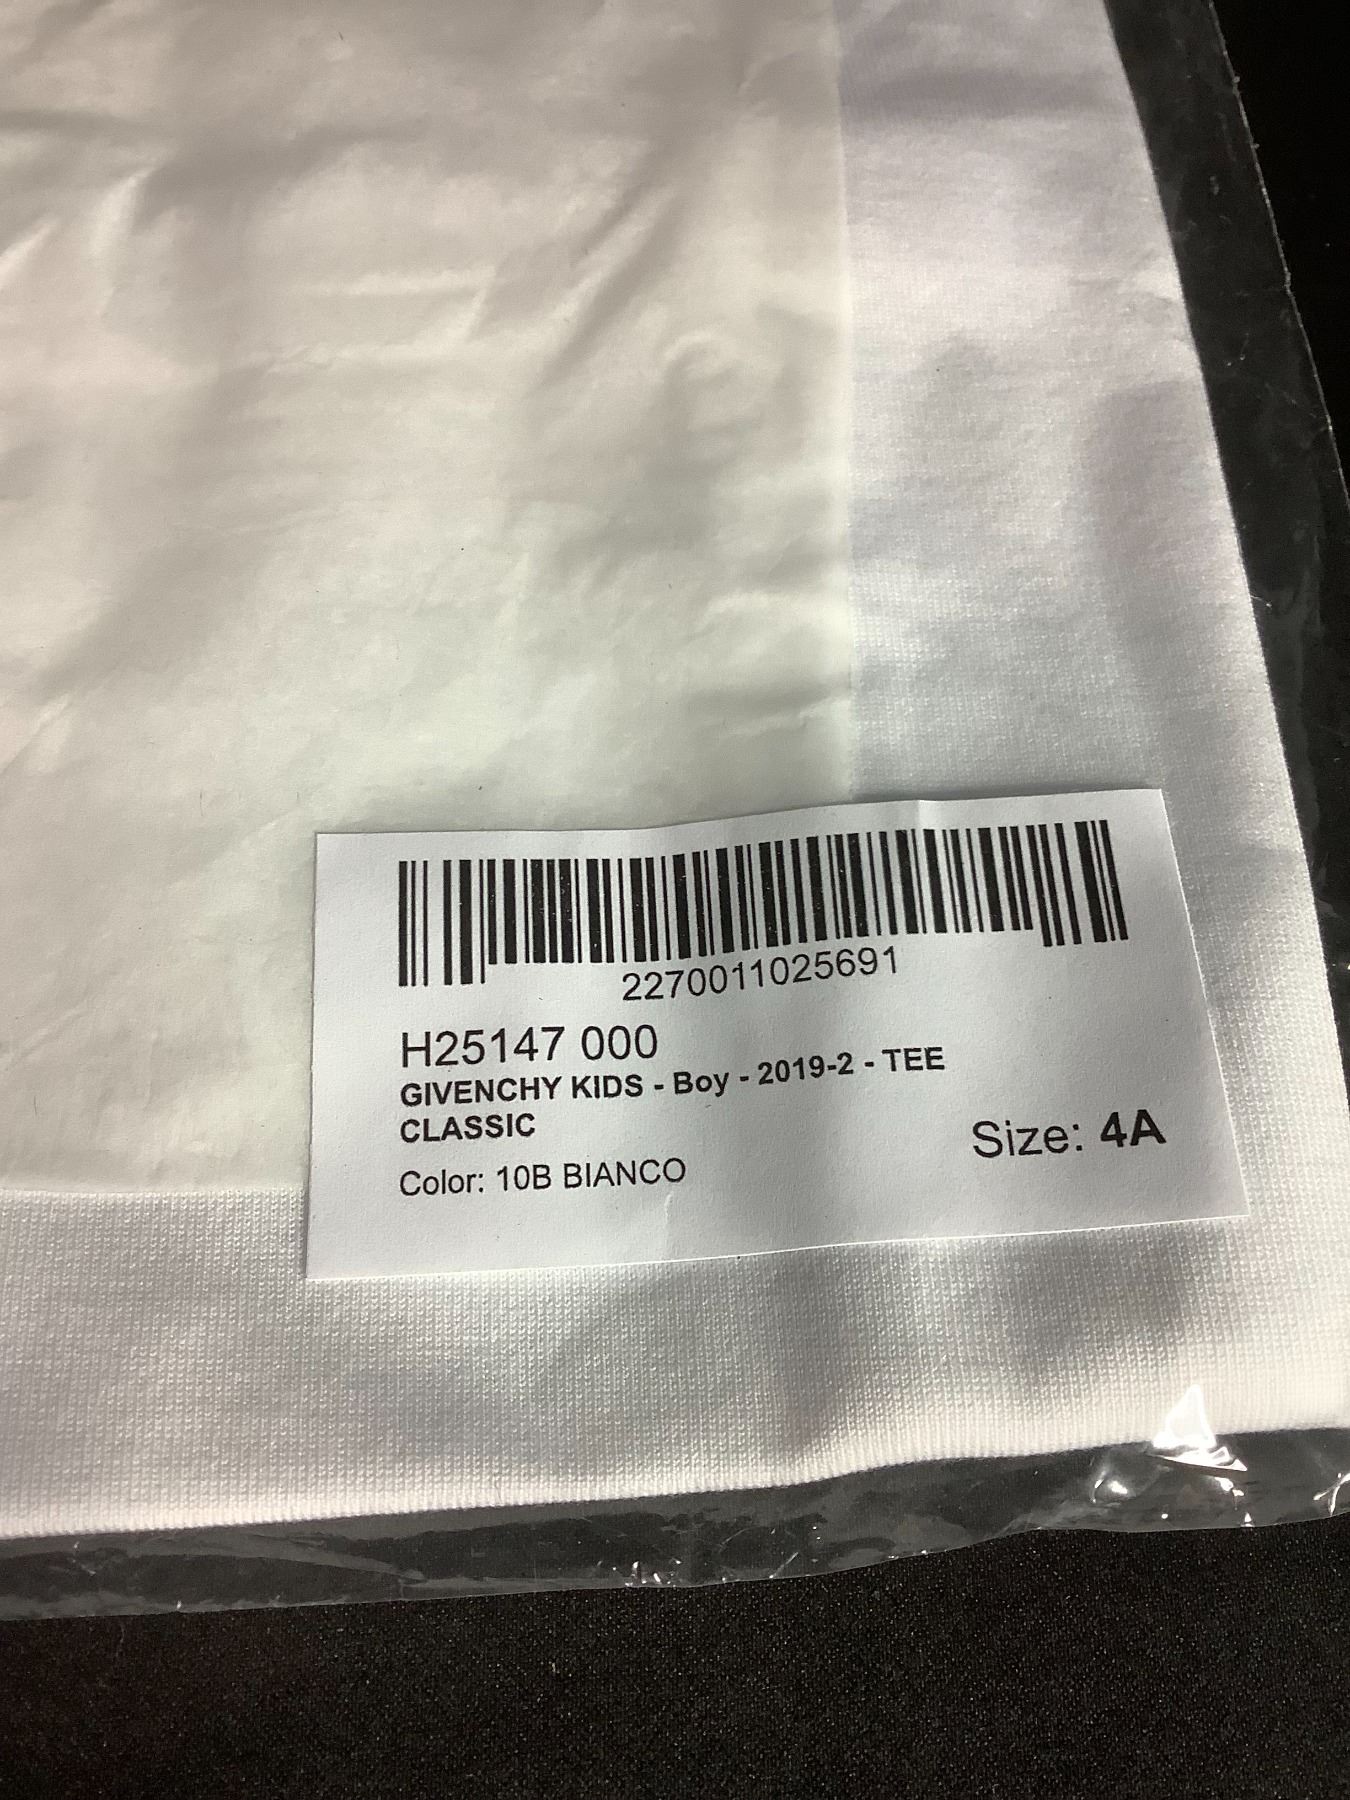 2270011025691
H25147 000
GIVENCHY KIDS - Boy - 2019-2 - TEE
CLASSIC
Size: 4A
Color: 10B BIANCO